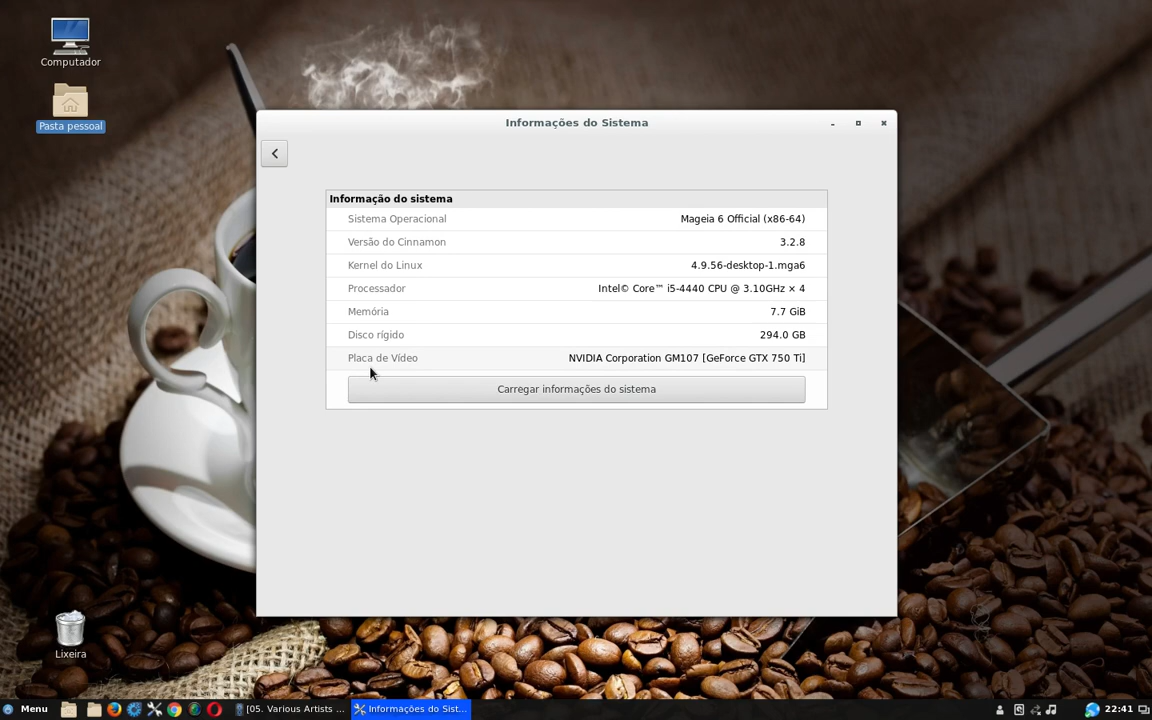 Computador
Pasta pessoal
Informações do Sistema
Informação do sistema
Sistema Operacional Mageia 6 Official (x86-64)
Versão do Cinnamon 3.2.8
Kernel do Linux 4.9.56-desktop-1.mga6
Processador Intel© Core™ i5-4440 CPU @ 3.10GHz × 4
Memória 7.7 GiB
Disco rígido 294.0 GB
Placa de Vídeo NVIDIA Corporation GM107 [GeForce GTX 750 Ti]
Carregar informações do sistema
Lixeira
Menu [05. Various Artists ... Informações do Sist... 22:41